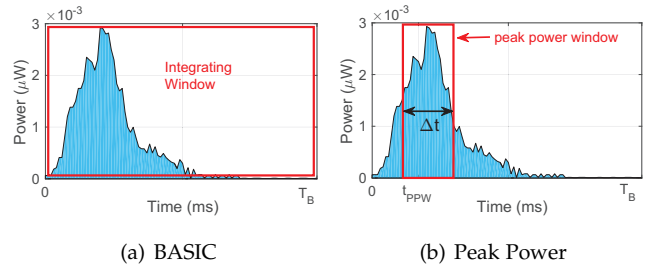 ×10⁻³
3
2
1
0
Power (μW)
Integrating
Window
0
T_B
Time (ms)
(a) BASIC
×10⁻³
3
2
1
0
Power (μW)
peak power window
Δt
0
t_PPW
T_B
Time (ms)
(b) Peak Power